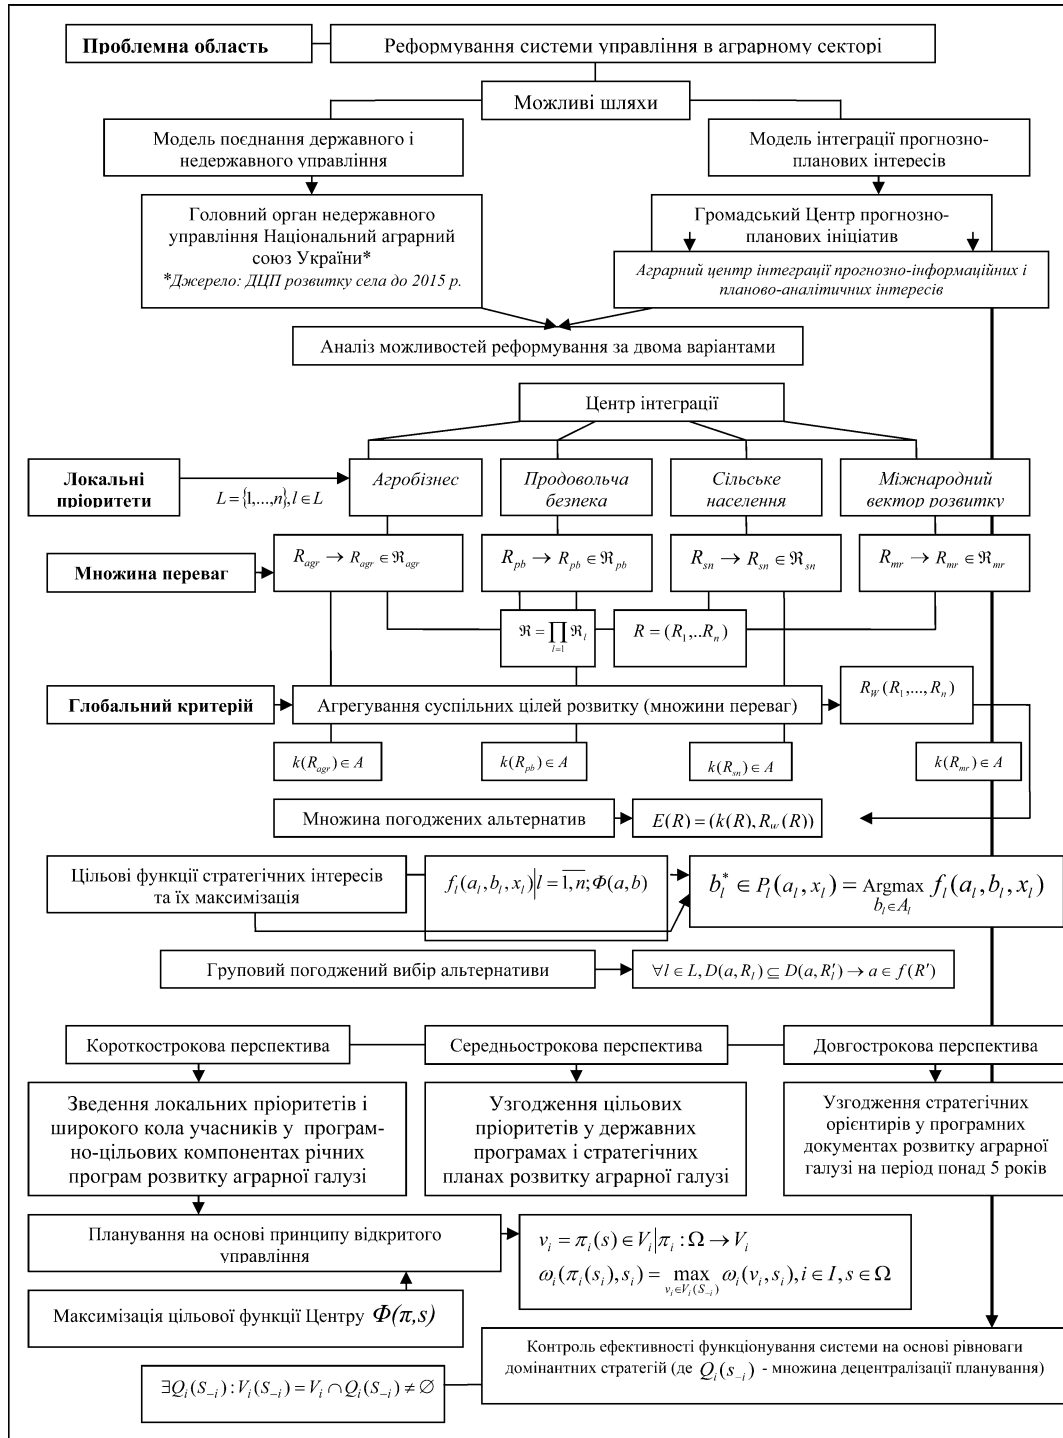 Проблемна область
Реформування системи управління в аграрному секторі
Можливі шляхи
Модель поєднання державного і
недержавного управління
Модель інтеграції прогнозно-
планових інтересів
Головний орган недержавного
управління Національний аграрний
союз України*
*Джерело: ДЦП розвитку села до 2015 р.
Громадський Центр прогнозно-
планових ініціатив
Аграрний центр інтеграції прогнозно-інформаційних і
планово-аналітичних інтересів
Аналіз можливостей реформування за двома варіантами
Центр інтеграції
Локальні
пріоритети
L = {1,...,n}, l ∈ L
Агробізнес
Продовольча
безпека
Сільське
населення
Міжнародний
вектор розвитку
Множина переваг
R_agr → R_agr ∈ ℜ_agr
R_pb → R_pb ∈ ℜ_pb
R_sn → R_sn ∈ ℜ_sn
R_mr → R_mr ∈ ℜ_mr
ℜ = ∏_{l=1} ℜ_l
R = (R_1,..R_n)
Глобальний критерій
Агрегування суспільних цілей розвитку (множини переваг)
R_W (R_1,..., R_n)
k(R_agr) ∈ A
k(R_pb) ∈ A
k(R_sn) ∈ A
k(R_mr) ∈ A
Множина погоджених альтернатив
E(R) = (k(R), R_w(R))
Цільові функції стратегічних інтересів
та їх максимізація
f_l(a_l, b_l, x_l)|l = \overline{1,n}; Φ(a,b)
b_l^* ∈ P_l(a_l, x_l) = Argmax_{b_l∈A_l} f_l(a_l, b_l, x_l)
Груповий погоджений вибір альтернативи
∀l ∈ L, D(a, R_l) ⊆ D(a, R'_l) → a ∈ f(R')
Короткострокова перспектива
Середньострокова перспектива
Довгострокова перспектива
Зведення локальних пріоритетів і
широкого кола учасників у програм-
но-цільових компонентах річних
програм розвитку аграрної галузі
Узгодження цільових
пріоритетів у державних
програмах і стратегічних
планах розвитку аграрної галузі
Узгодження стратегічних
орієнтирів у програмних
документах розвитку аграрної
галузі на період понад 5 років
Планування на основі принципу відкритого
управління
v_i = π_i(s) ∈ V_i|π_i : Ω → V_i
ω_i(π_i(s_i), s_i) = max_{v_i∈V_i(S_{-i})} ω_i(v_i, s_i), i ∈ I, s ∈ Ω
Максимізація цільової функції Центру Φ(π,s)
Контроль ефективності функціонування системи на основі рівноваги
домінантних стратегій (де Q_i(s_{-i}) - множина децентралізації планування)
∃Q_i(S_{-i}) : V_i(S_{-i}) = V_i ∩ Q_i(S_{-i}) ≠ ∅